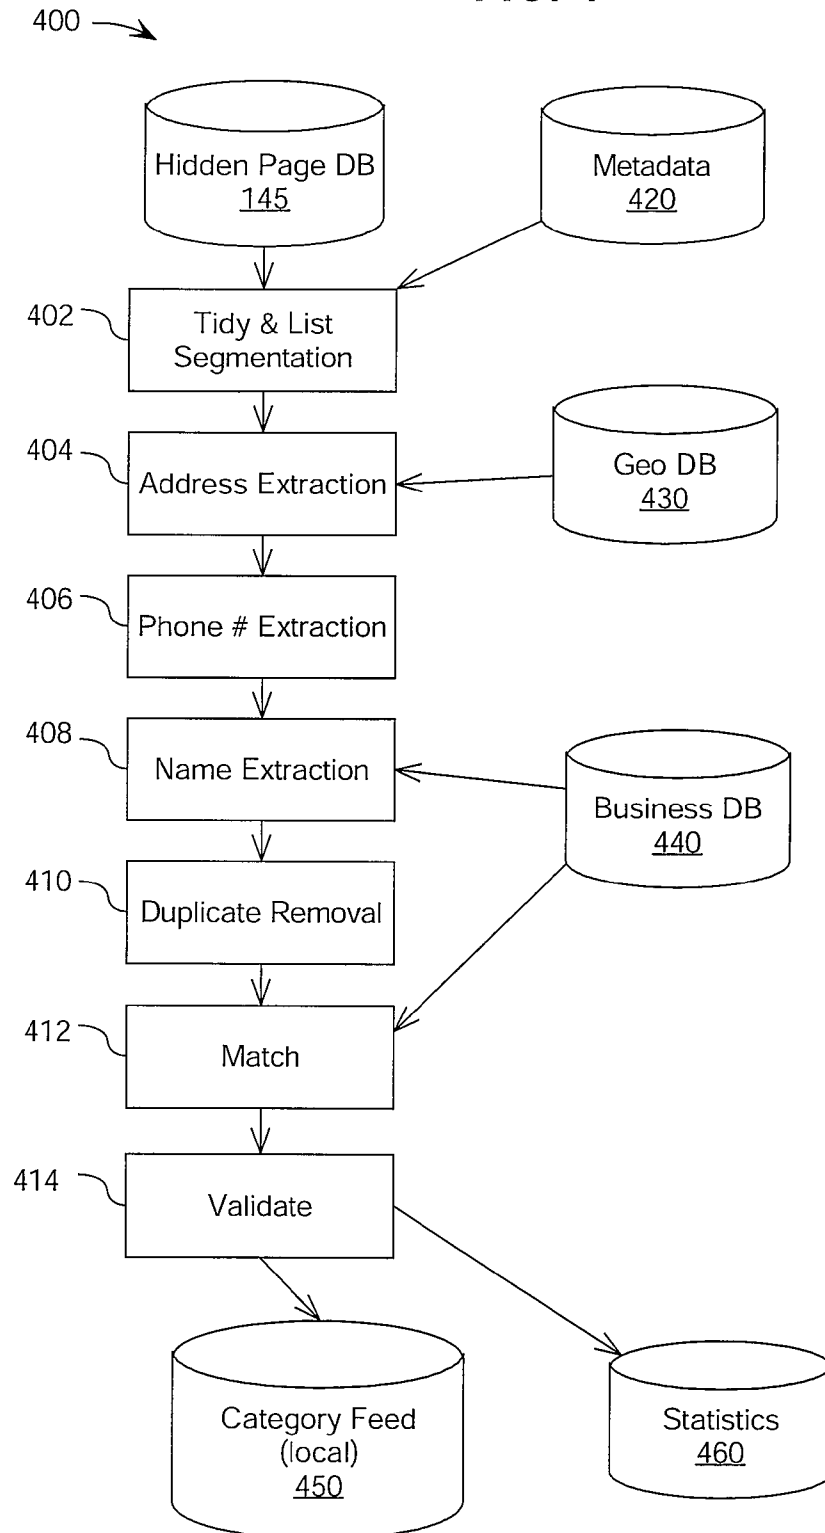 400
Hidden Page DB
145
Metadata
420
402
Tidy & List
Segmentation
404
Address Extraction
Geo DB
430
406
Phone # Extraction
408
Name Extraction
Business DB
440
410
Duplicate Removal
412
Match
414
Validate
Category Feed
(local)
450
Statistics
460